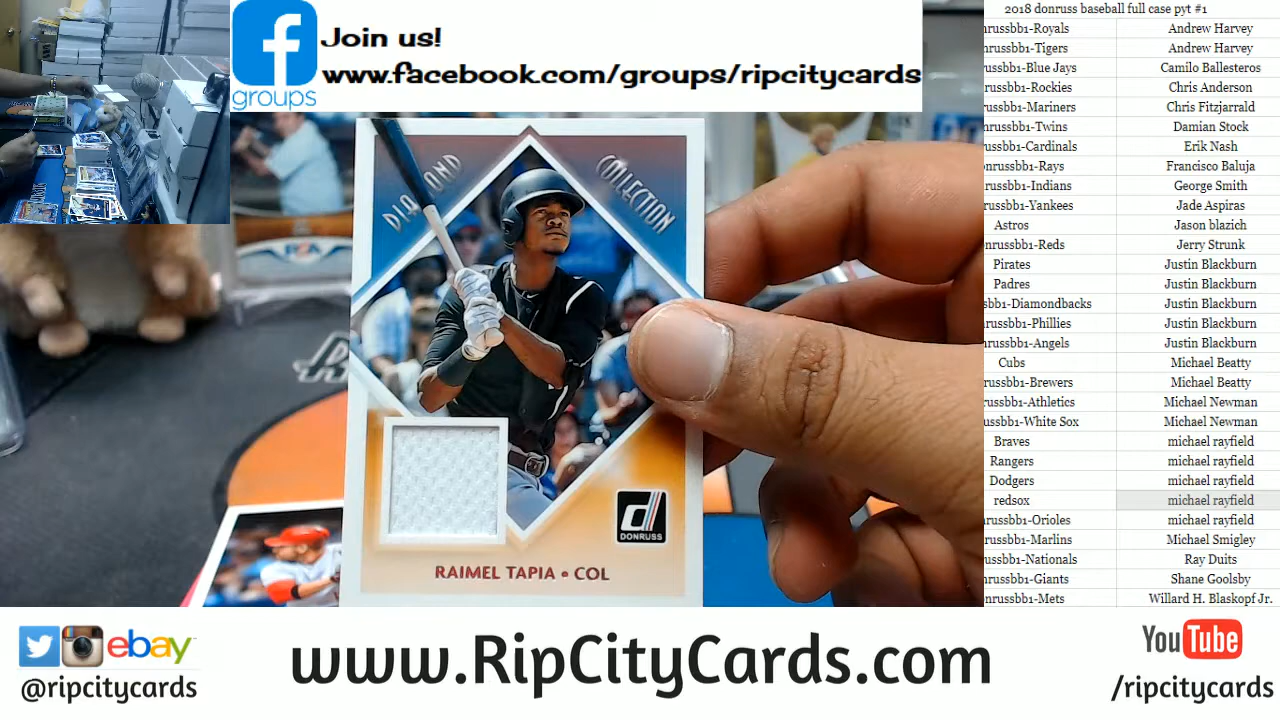 Join us!
www.facebook.com/groups/ripcitycards
groups
DIAMOND COLLECTION
DONRUSS
RAIMEL TAPIA • COL
2018 donruss baseball full case pyt #1
nrussbb1-Royals Andrew Harvey
nrussbb1-Tigers Andrew Harvey
russbb1-Blue Jays Camilo Ballesteros
russbb1-Rockies Chris Anderson
russbb1-Mariners Chris Fitzjarrald
nrussbb1-Twins Damian Stock
russbb1-Cardinals Erik Nash
onrussbb1-Rays Francisco Baluja
russbb1-Indians George Smith
russbb1-Yankees Jade Aspiras
Astros Jason blazich
onrussbb1-Reds Jerry Strunk
Pirates Justin Blackburn
Padres Justin Blackburn
sbb1-Diamondbacks Justin Blackburn
russbb1-Phillies Justin Blackburn
nrussbb1-Angels Justin Blackburn
Cubs Michael Beatty
russbb1-Brewers Michael Beatty
russbb1-Athletics Michael Newman
ussbb1-White Sox Michael Newman
Braves michael rayfield
Rangers michael rayfield
Dodgers michael rayfield
redsox michael rayfield
russbb1-Orioles michael rayfield
russbb1-Marlins Michael Smigley
ussbb1-Nationals Ray Duits
nrussbb1-Giants Shane Goolsby
nrussbb1-Mets Willard H. Blaskopf Jr.
ebay
@ripcitycards
www.RipCityCards.com
YouTube
/ripcitycards